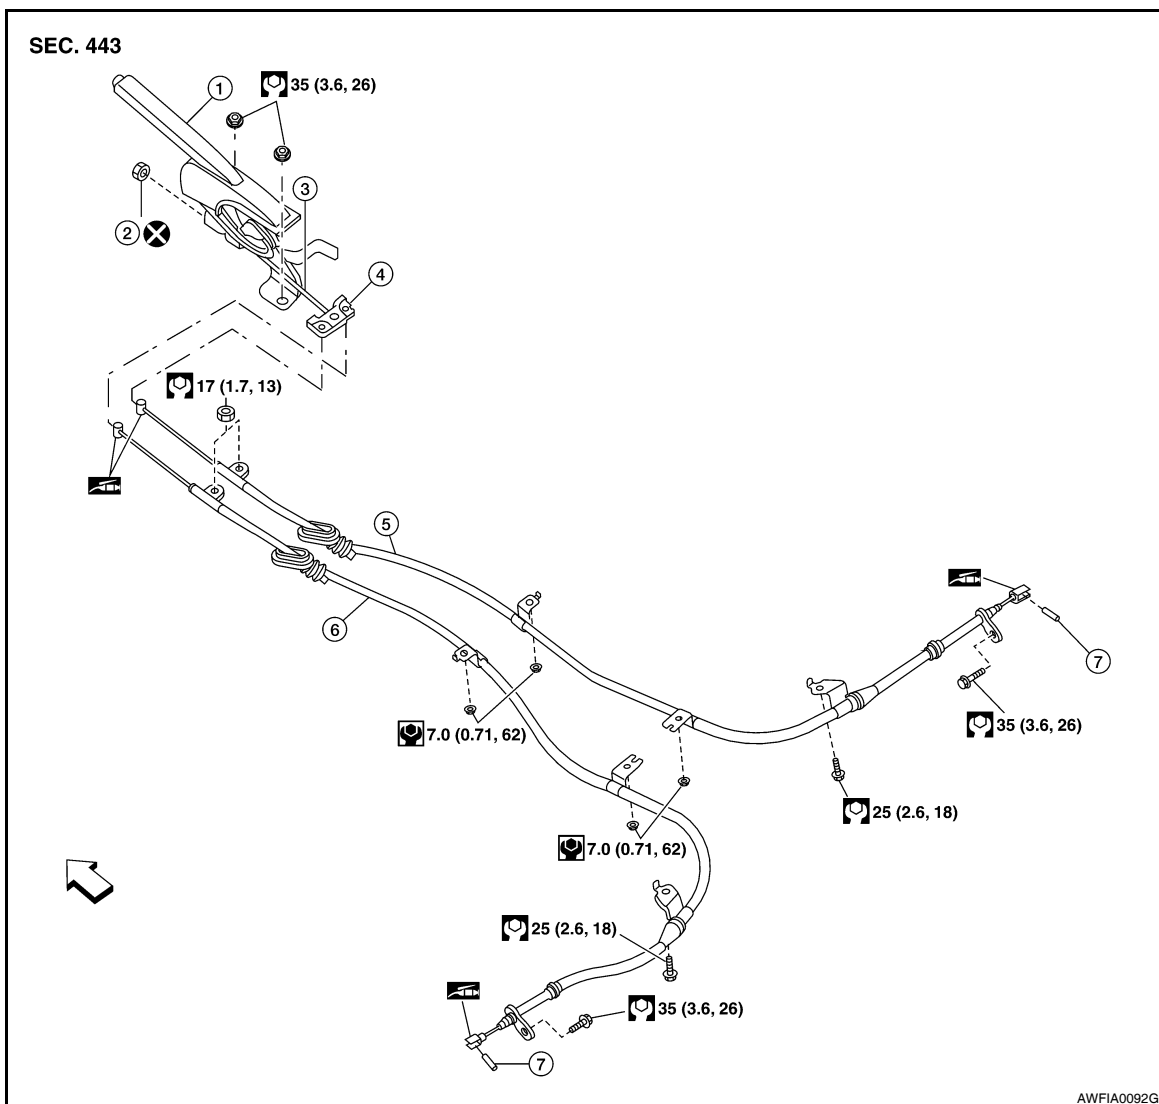 SEC. 443
1
35 (3.6, 26)
3
2
4
17 (1.7, 13)
5
6
7
35 (3.6, 26)
7.0 (0.71, 62)
25 (2.6, 18)
7.0 (0.71, 62)
25 (2.6, 18)
35 (3.6, 26)
7
AWFIA0092G